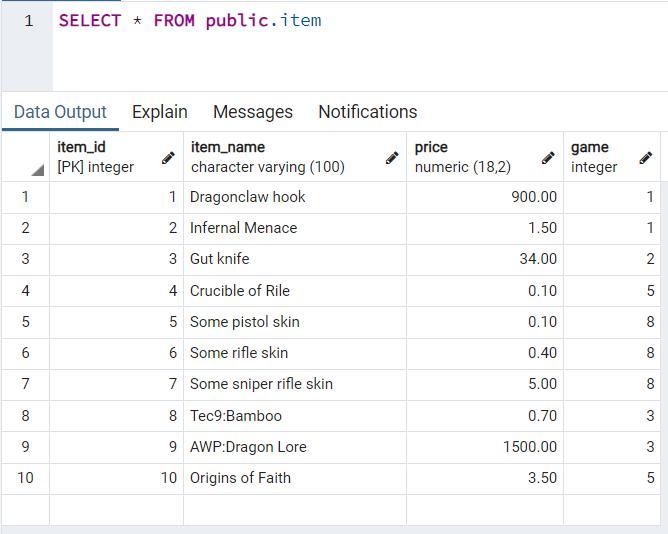 1 SELECT * FROM public.item
Data Output Explain Messages Notifications
item_id item_name price game
[PK] integer character varying (100) numeric (18,2) integer
1 1 Dragonclaw hook 900.00 1
2 2 Infernal Menace 1.50 1
3 3 Gut knife 34.00 2
4 4 Crucible of Rile 0.10 5
5 5 Some pistol skin 0.10 8
6 6 Some rifle skin 0.40 8
7 7 Some sniper rifle skin 5.00 8
8 8 Tec9:Bamboo 0.70 3
9 9 AWP:Dragon Lore 1500.00 3
10 10 Origins of Faith 3.50 5